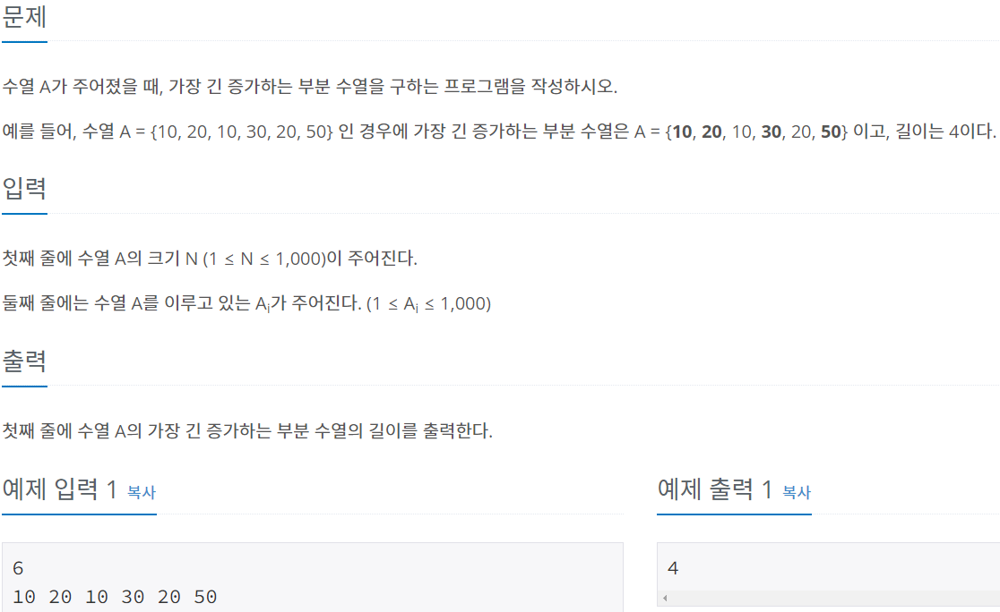 문제
수열 A가 주어졌을 때, 가장 긴 증가하는 부분 수열을 구하는 프로그램을 작성하시오.
예를 들어, 수열 A = {10, 20, 10, 30, 20, 50} 인 경우에 가장 긴 증가하는 부분 수열은 A = {10, 20, 10, 30, 20, 50} 이고, 길이는 4이다.
입력
첫째 줄에 수열 A의 크기 N (1 ≤ N ≤ 1,000)이 주어진다.
둘째 줄에는 수열 A를 이루고 있는 Ai가 주어진다. (1 ≤ Ai ≤ 1,000)
출력
첫째 줄에 수열 A의 가장 긴 증가하는 부분 수열의 길이를 출력한다.
예제 입력 1 복사
6
10 20 10 30 20 50
예제 출력 1 복사
4